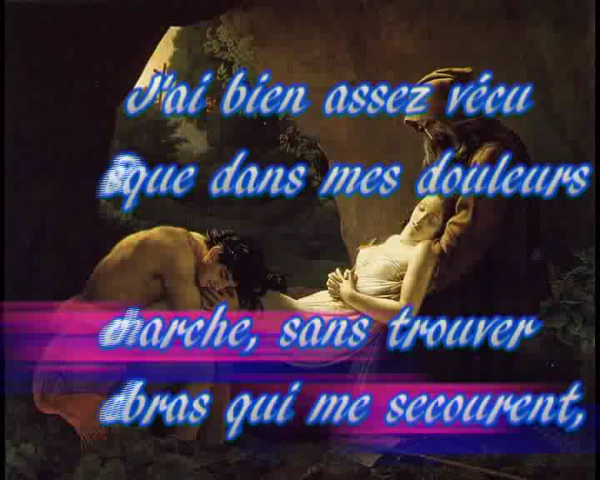 J'ai bien assez vécu
que dans mes douleurs
marche, sans trouver
bras qui me secourent,